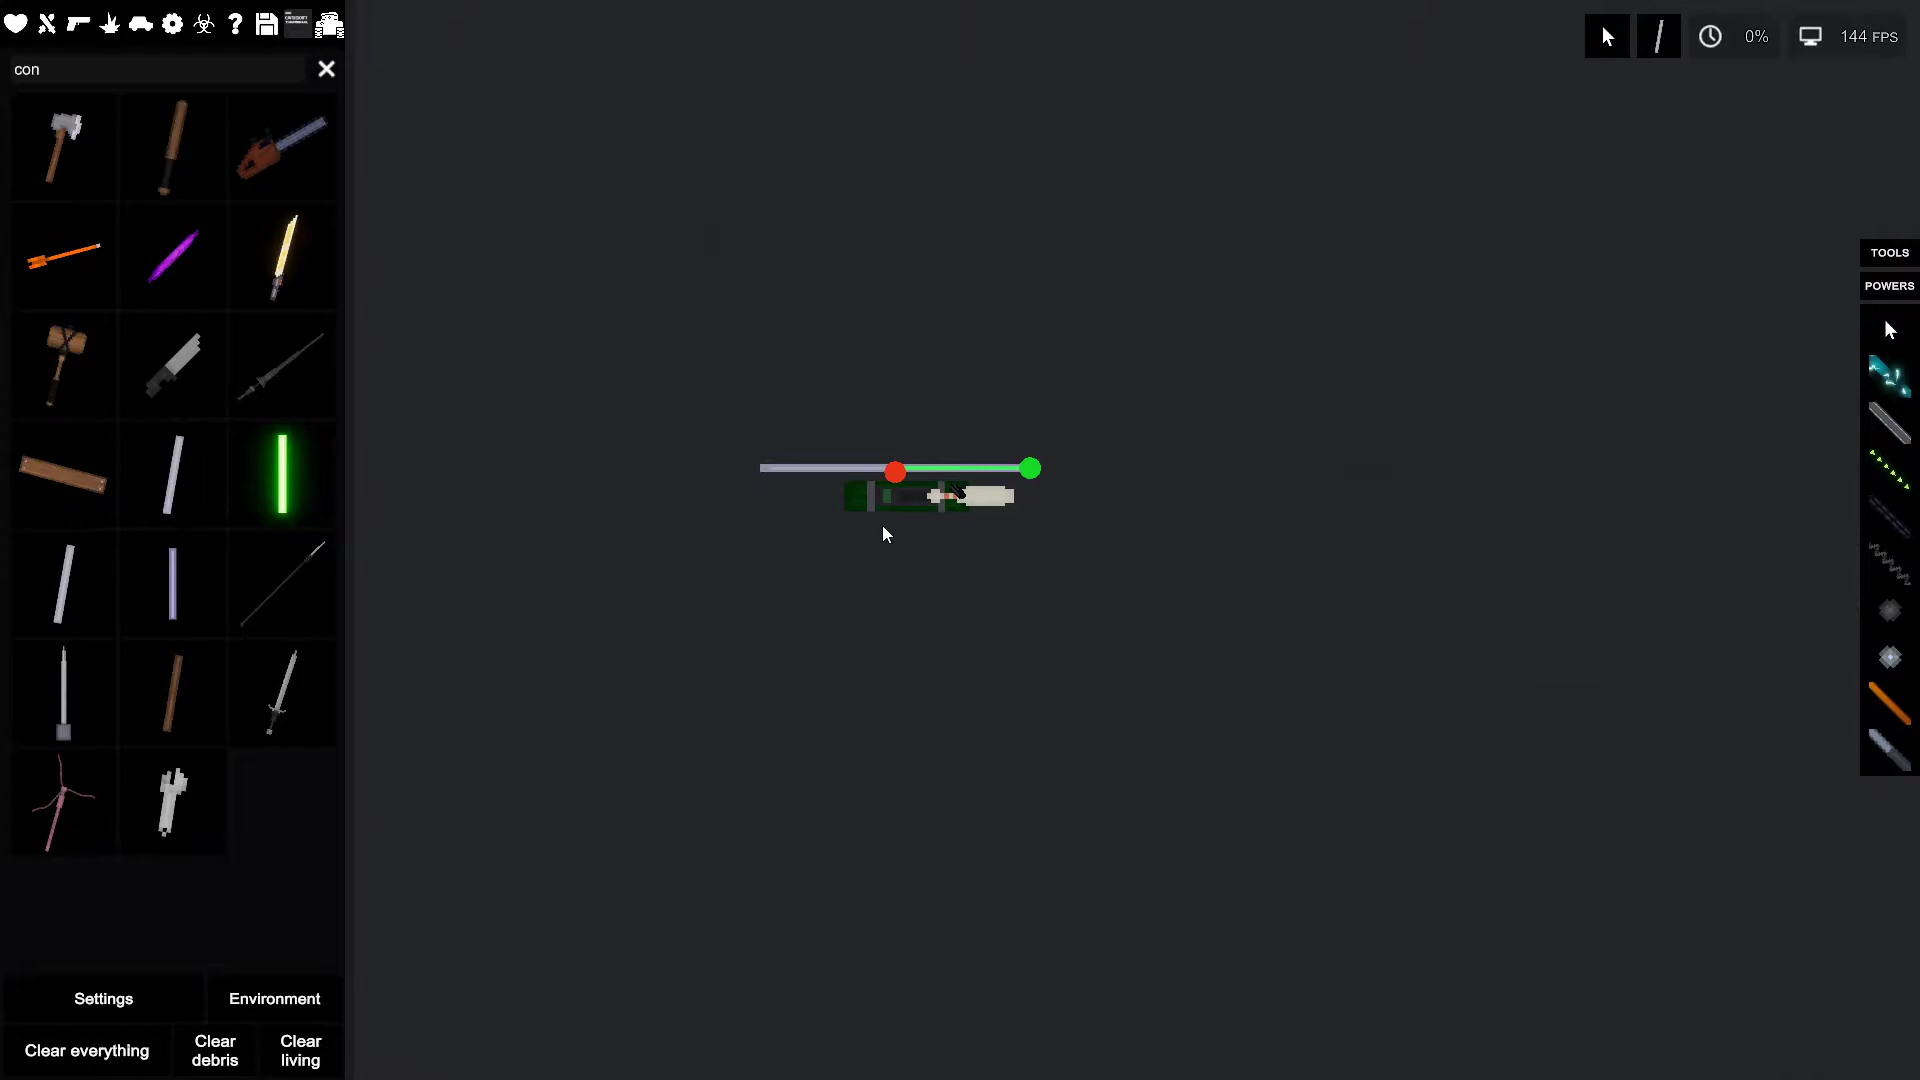 con
0%
144 FPS
TOOLS
POWERS
Settings
Environment
Clear everything
Clear
debris
Clear
living